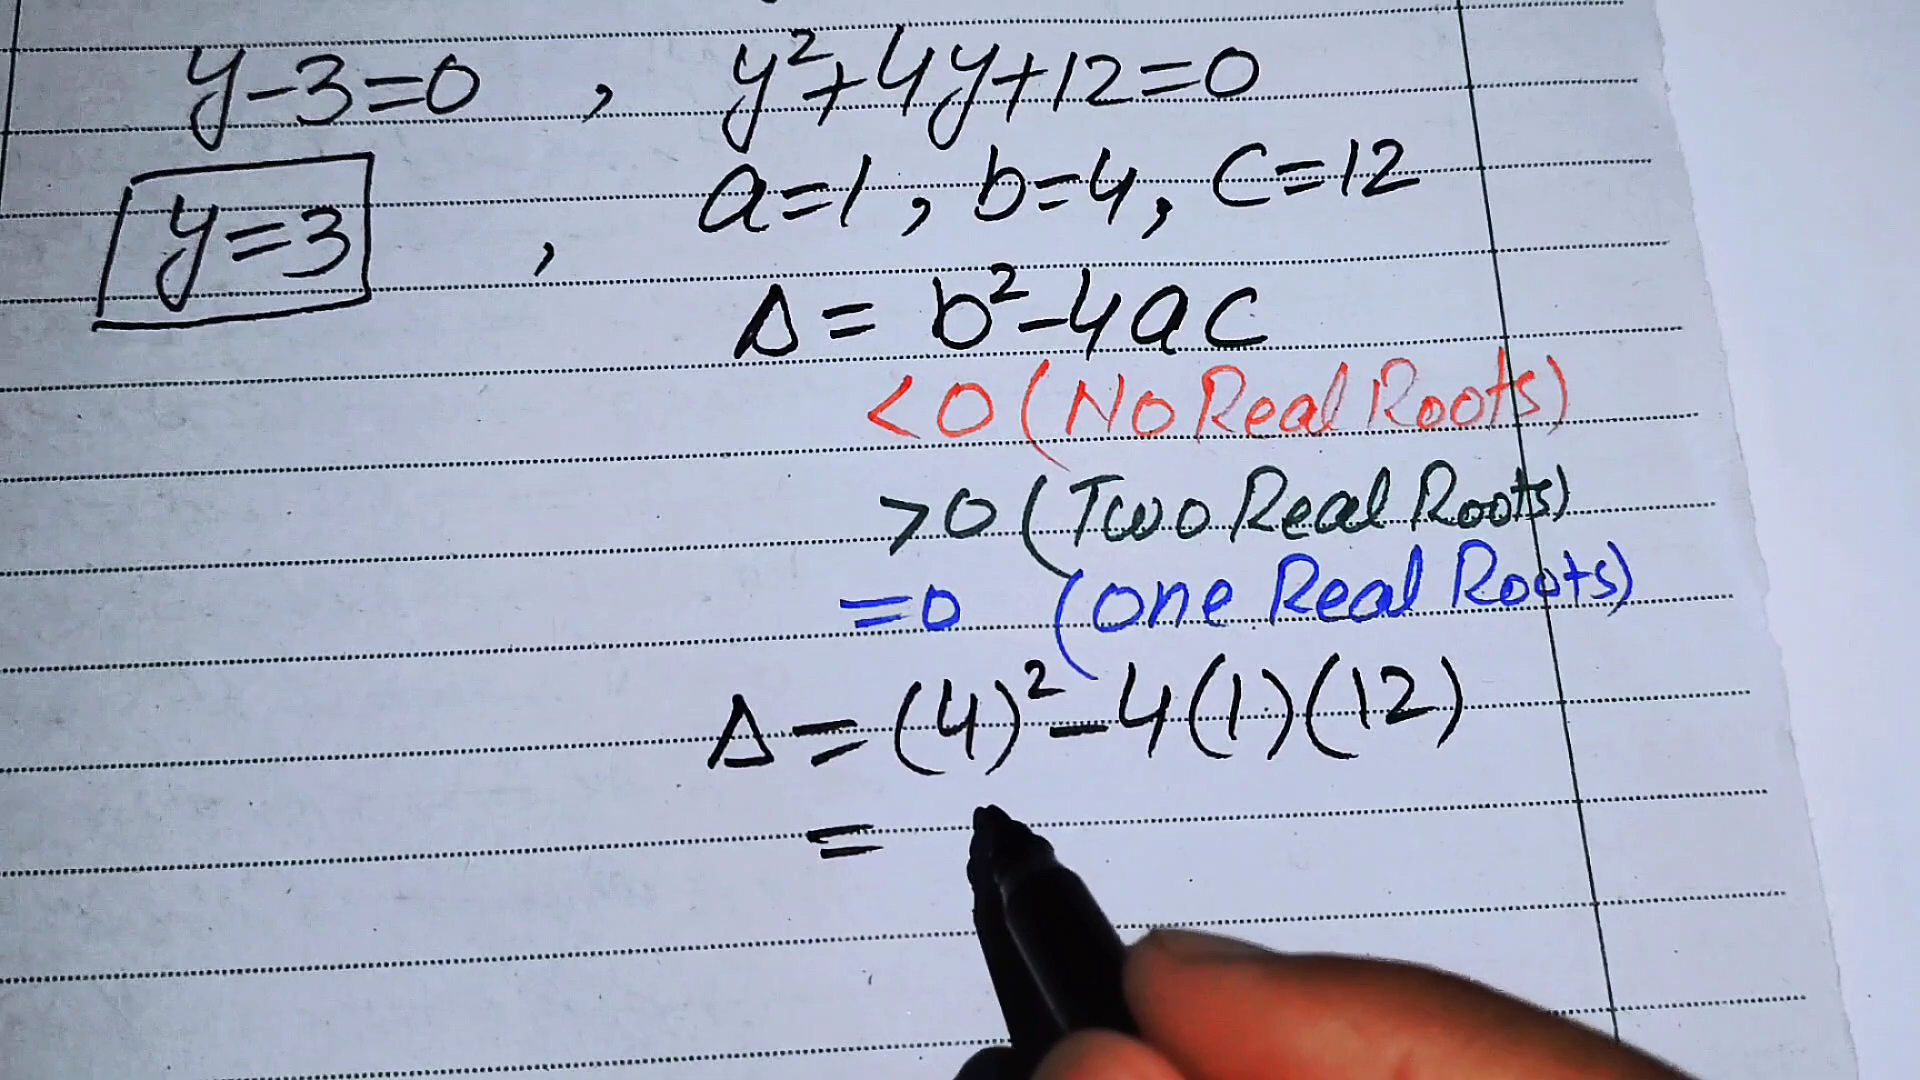 y-3=0 , y²+4y+12=0
a=1, b=4, c=12
y=3 ,
Δ= b²-4ac
<0 (No Real Roots)
>0 (Two Real Roots)
=0 (one Real Roots)
Δ= (4)²-4(1)(12)
=